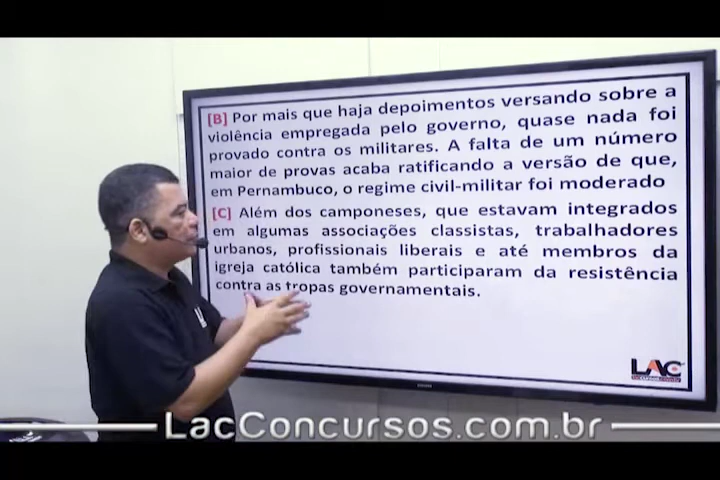 [B] Por mais que haja depoimentos versando sobre a
violência empregada pelo governo, quase nada foi
provado contra os militares. A falta de um número
maior de provas acaba ratificando a versão de que,
em Pernambuco, o regime civil-militar foi moderado
[C] Além dos camponeses, que estavam integrados
em algumas associações classistas, trabalhadores
urbanos, profissionais liberais e até membros da
igreja católica também participaram da resistência
contra as tropas governamentais.
LAC
LacConcursos.com.br